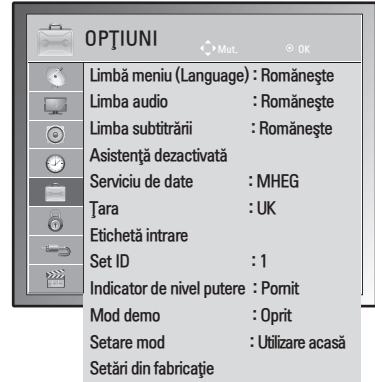 OPŢIUNI
Mut. OK
Limbă meniu (Language) : Româneşte
Limba audio : Româneşte
Limba subtitrării : Româneşte
Asistenţă dezactivată
Serviciu de date : MHEG
Ţara : UK
Etichetă intrare
Set ID : 1
Indicator de nivel putere : Pornit
Mod demo : Oprit
Setare mod : Utilizare acasă
Setări din fabricaţie